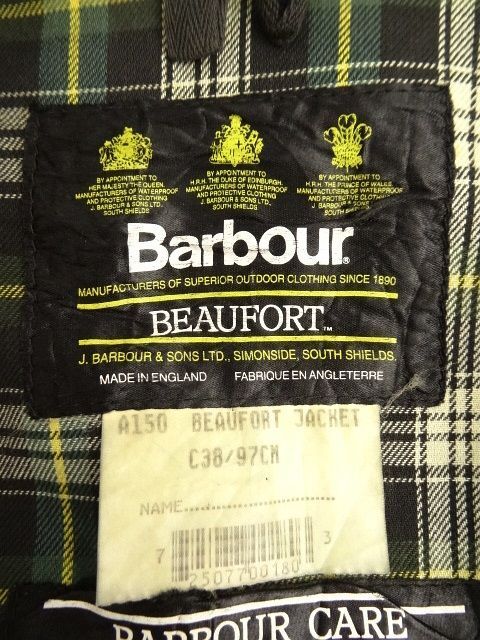 BY APPOINTMENT TO
HER MAJESTY THE QUEEN.
MANUFACTURERS OF WATERPROOF
AND PROTECTIVE CLOTHING
J. BARBOUR & SONS LTD.
SOUTH SHIELDS
BY APPOINTMENT TO
H.R.H. THE DUKE OF EDINBURGH.
MANUFACTURERS OF WATERPROOF
AND PROTECTIVE CLOTHING
J. BARBOUR & SONS LTD.
SOUTH SHIELDS
BY APPOINTMENT TO
H.R.H. THE PRINCE OF WALES
MANUFACTURERS OF WATERPROOF
AND PROTECTIVE CLOTHING
J. BARBOUR & SONS LTD.
SOUTH SHIELDS
Barbour®
MANUFACTURERS OF SUPERIOR OUTDOOR CLOTHING SINCE 1890
BEAUFORT™
J. BARBOUR & SONS LTD., SIMONSIDE, SOUTH SHIELDS.
MADE IN ENGLAND FABRIQUE EN ANGLETERRE
A150 BEAUFORT JACKET
C38/97CM
NAME
7 2507700180 3
BARBOUR CARE